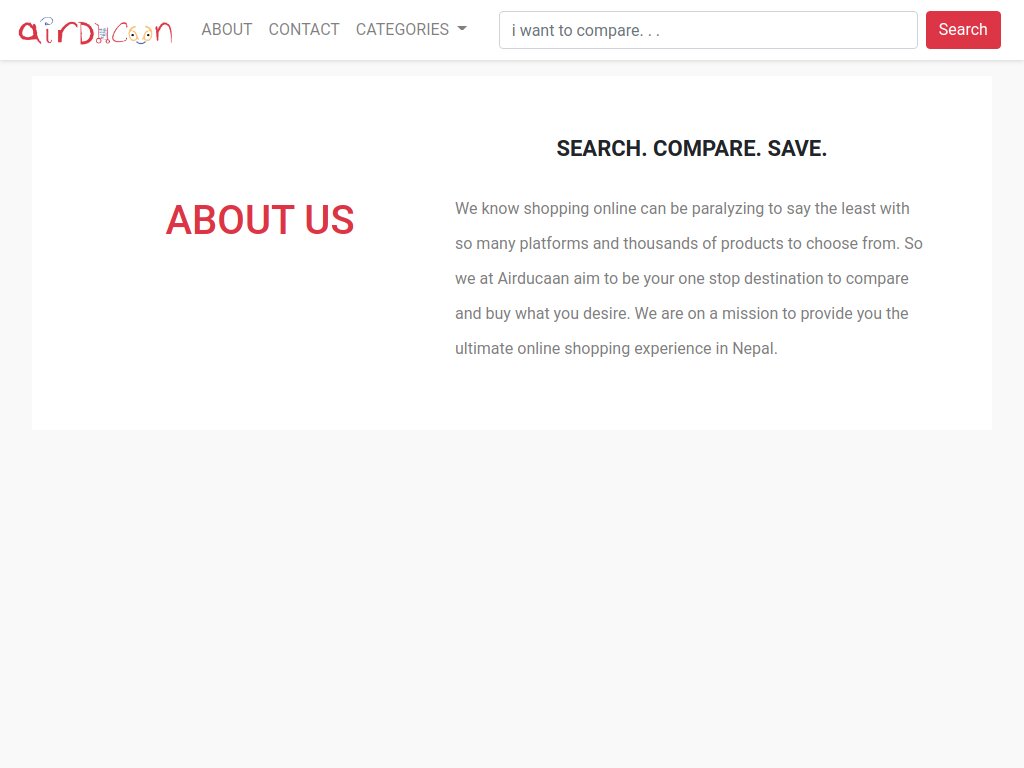 airDucaan
ABOUT
CONTACT
CATEGORIES
i want to compare. . .
Search
ABOUT US
SEARCH. COMPARE. SAVE.
We know shopping online can be paralyzing to say the least with
so many platforms and thousands of products to choose from. So
we at Airducaan aim to be your one stop destination to compare
and buy what you desire. We are on a mission to provide you the
ultimate online shopping experience in Nepal.